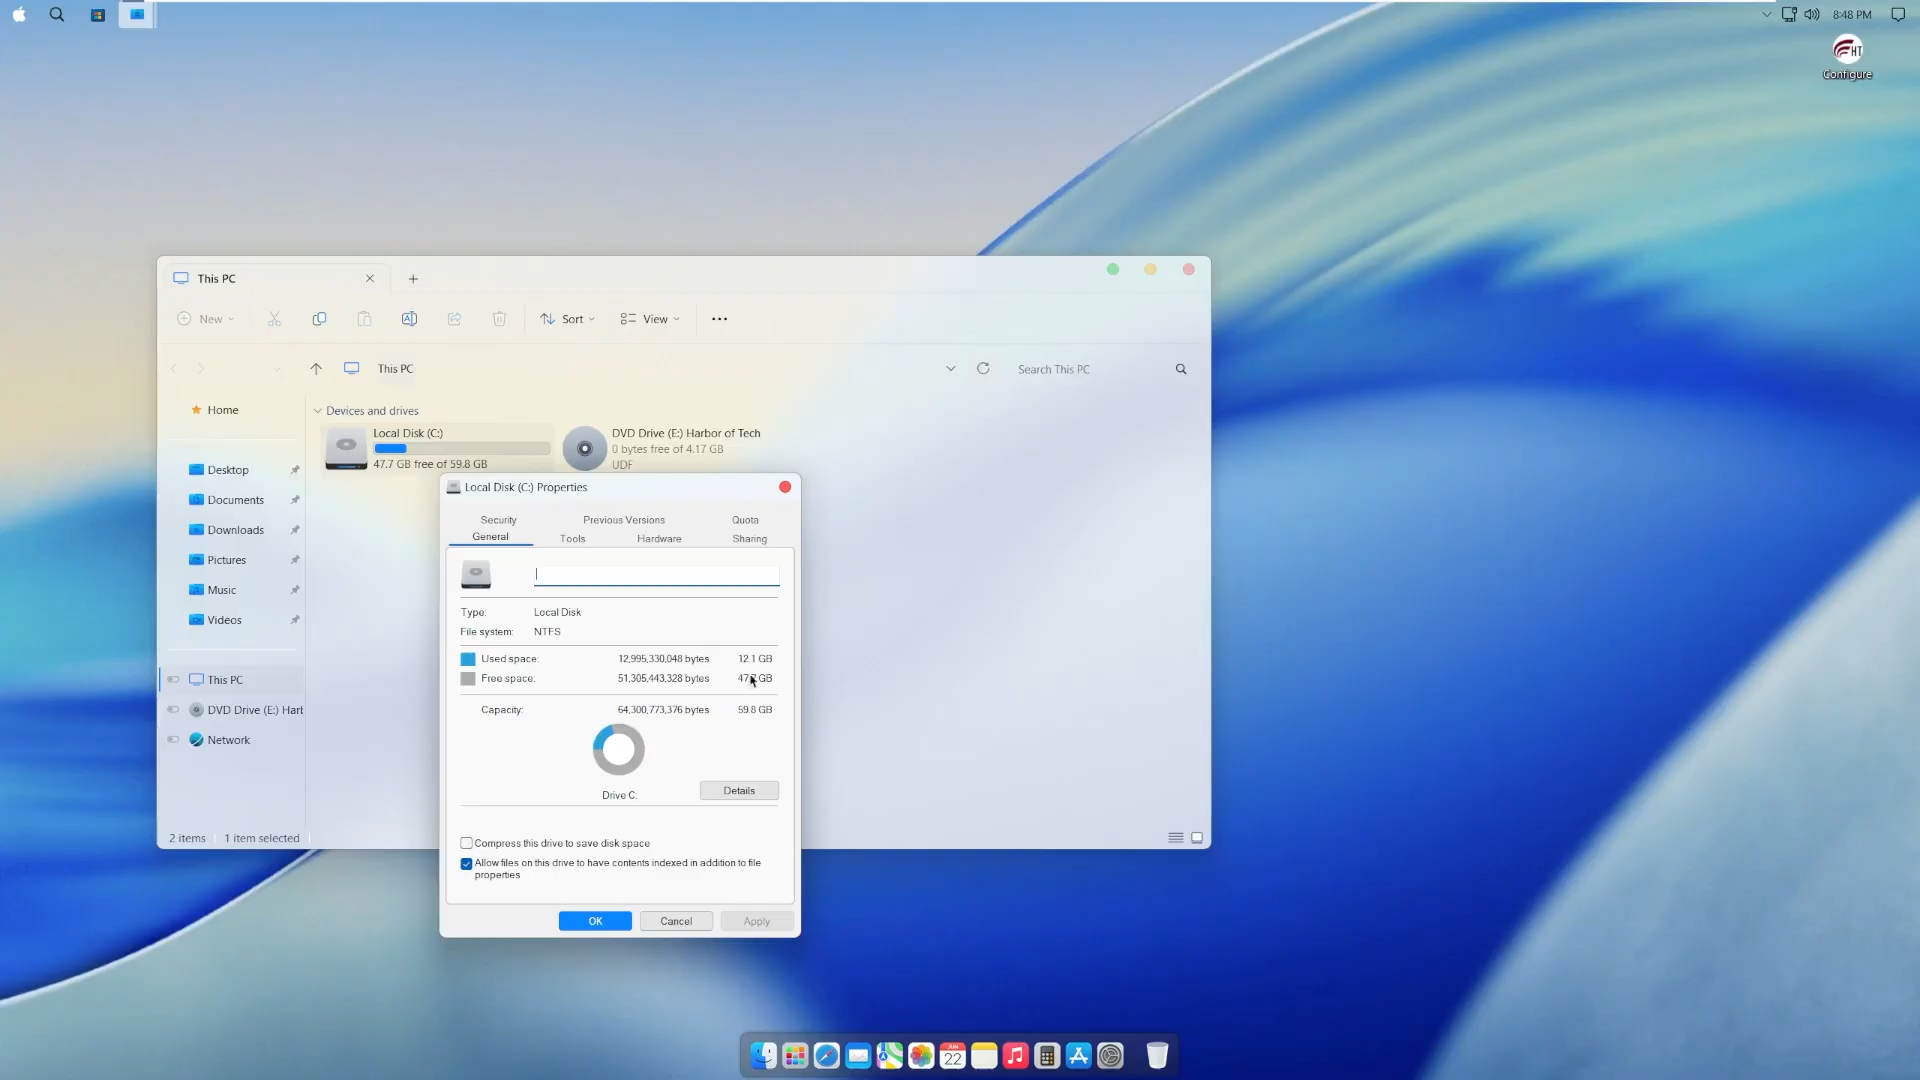 8:48 PM
HT
Configure
This PC
New
Sort
View
This PC
Search This PC
Home
Desktop
Documents
Downloads
Pictures
Music
Videos
This PC
DVD Drive (E:) Hart
Network
Devices and drives
Local Disk (C:)
47.7 GB free of 59.8 GB
DVD Drive (E:) Harbor of Tech
0 bytes free of 4.17 GB
UDF
2 items
1 item selected
Local Disk (C:) Properties
Security Previous Versions Quota
General Tools Hardware Sharing
Type: Local Disk
File system: NTFS
Used space: 12,995,330,048 bytes 12.1 GB
Free space: 51,305,443,328 bytes 47.7 GB
Capacity: 64,300,773,376 bytes 59.8 GB
Drive C:
Details
Compress this drive to save disk space
Allow files on this drive to have contents indexed in addition to file
properties
OK Cancel Apply
JUN
22